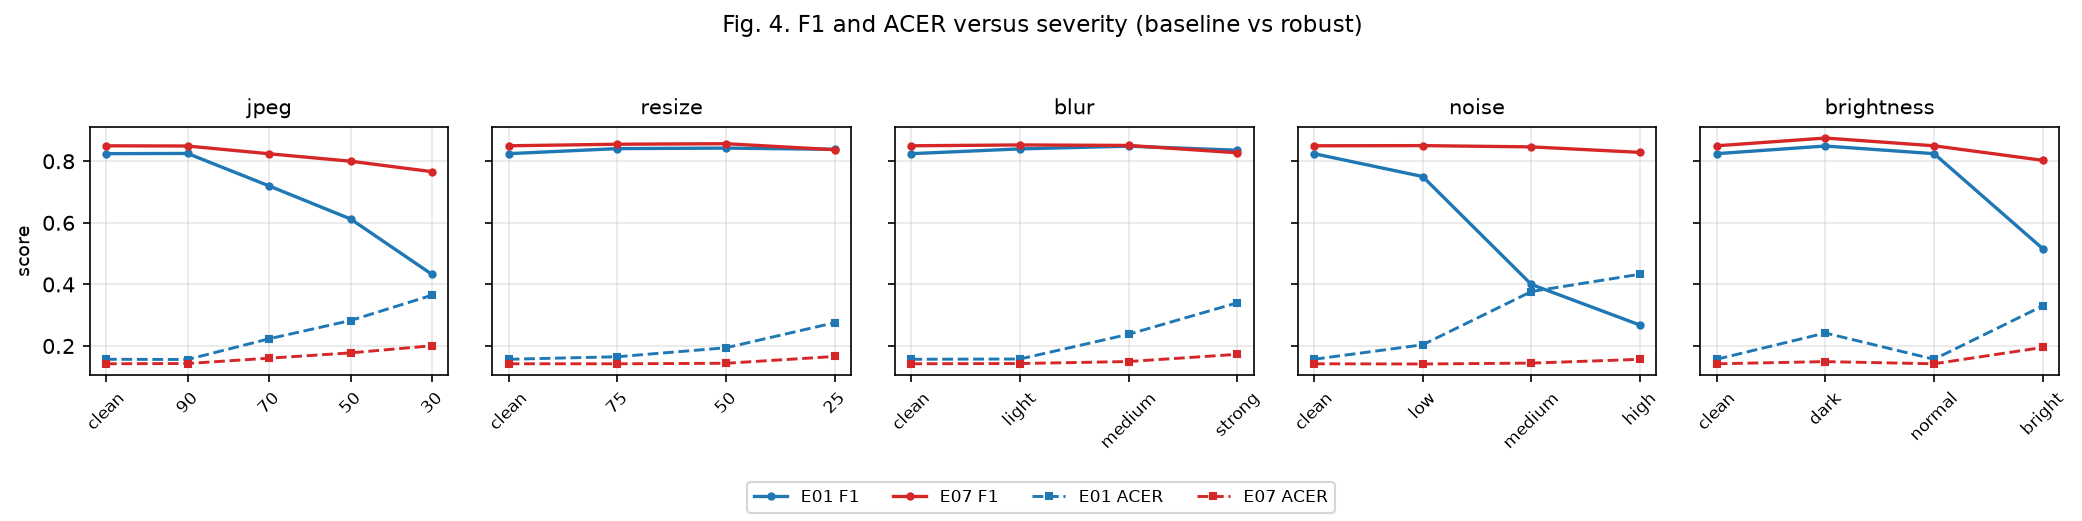 Fig. 4. F1 and ACER versus severity (baseline vs robust)
jpeg
resize
blur
noise
brightness
score
0.8
0.6
0.4
0.2
clean 90 70 50 30
clean 75 50 25
clean light medium strong
clean low medium high
clean dark normal bright
E01 F1 E07 F1 E01 ACER E07 ACER